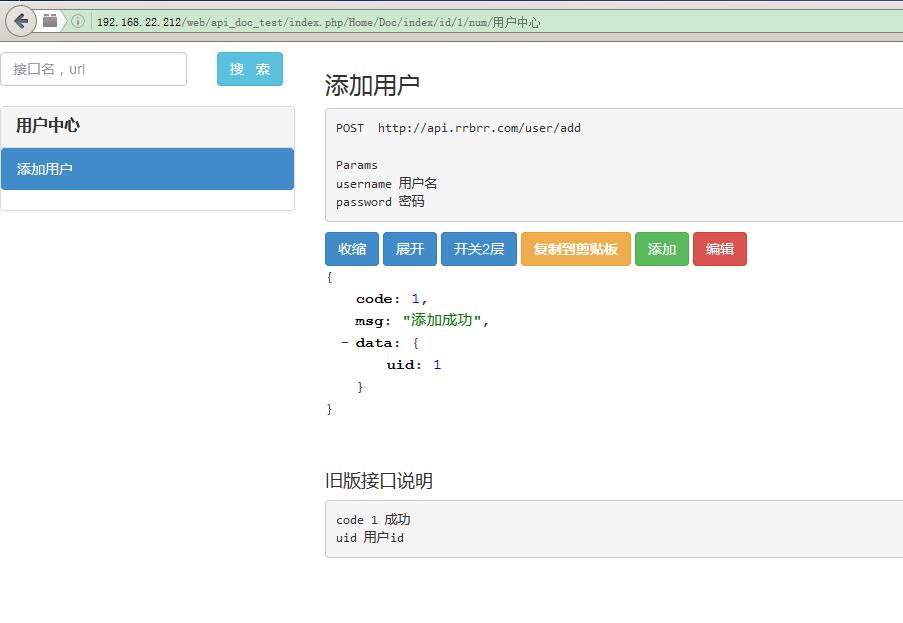 192.168.22.212/web/api_doc_test/index.php/Home/Doc/index/id/1/num/用户中心
接口名，url
搜 索
用户中心
添加用户
添加用户
POST  http://api.rrbrr.com/user/add
Params
username 用户名
password 密码
收缩 展开 开关2层 复制到剪贴板 添加 编辑
{
code: 1,
msg: "添加成功",
− data: {
uid: 1
}
}
旧版接口说明
code 1 成功
uid 用户id